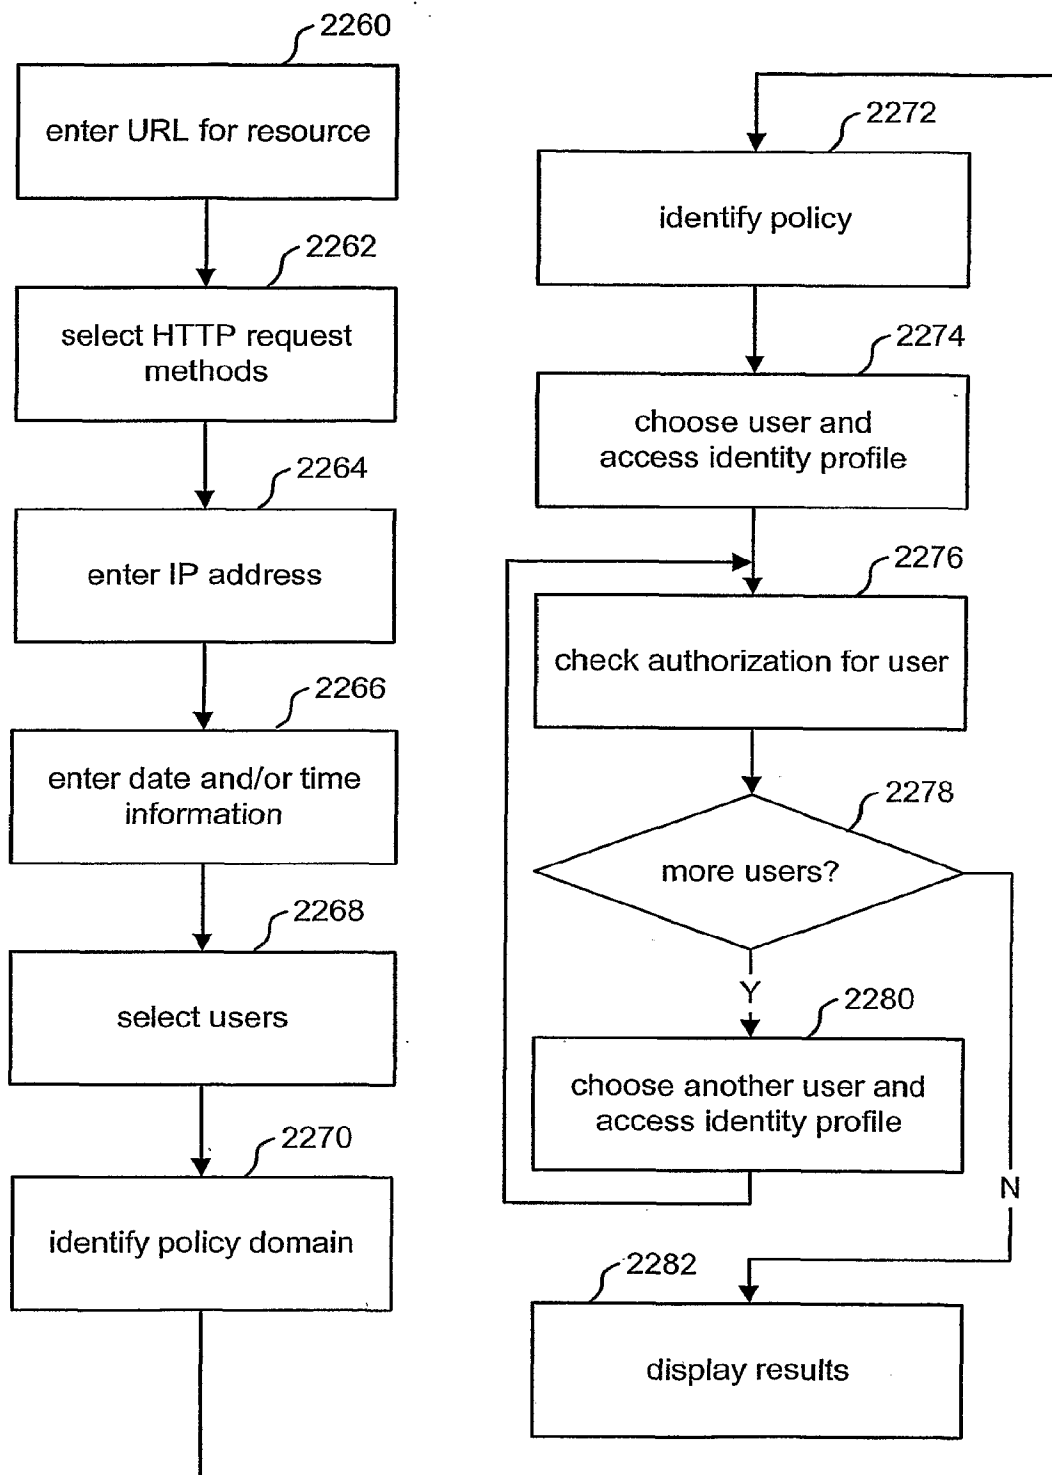 2260
enter URL for resource
2262
select HTTP request
methods
2264
enter IP address
2266
enter date and/or time
information
2268
select users
2270
identify policy domain
2272
identify policy
2274
choose user and
access identity profile
2276
check authorization for user
2278
more users?
Y
2280
choose another user and
access identity profile
N
2282
display results